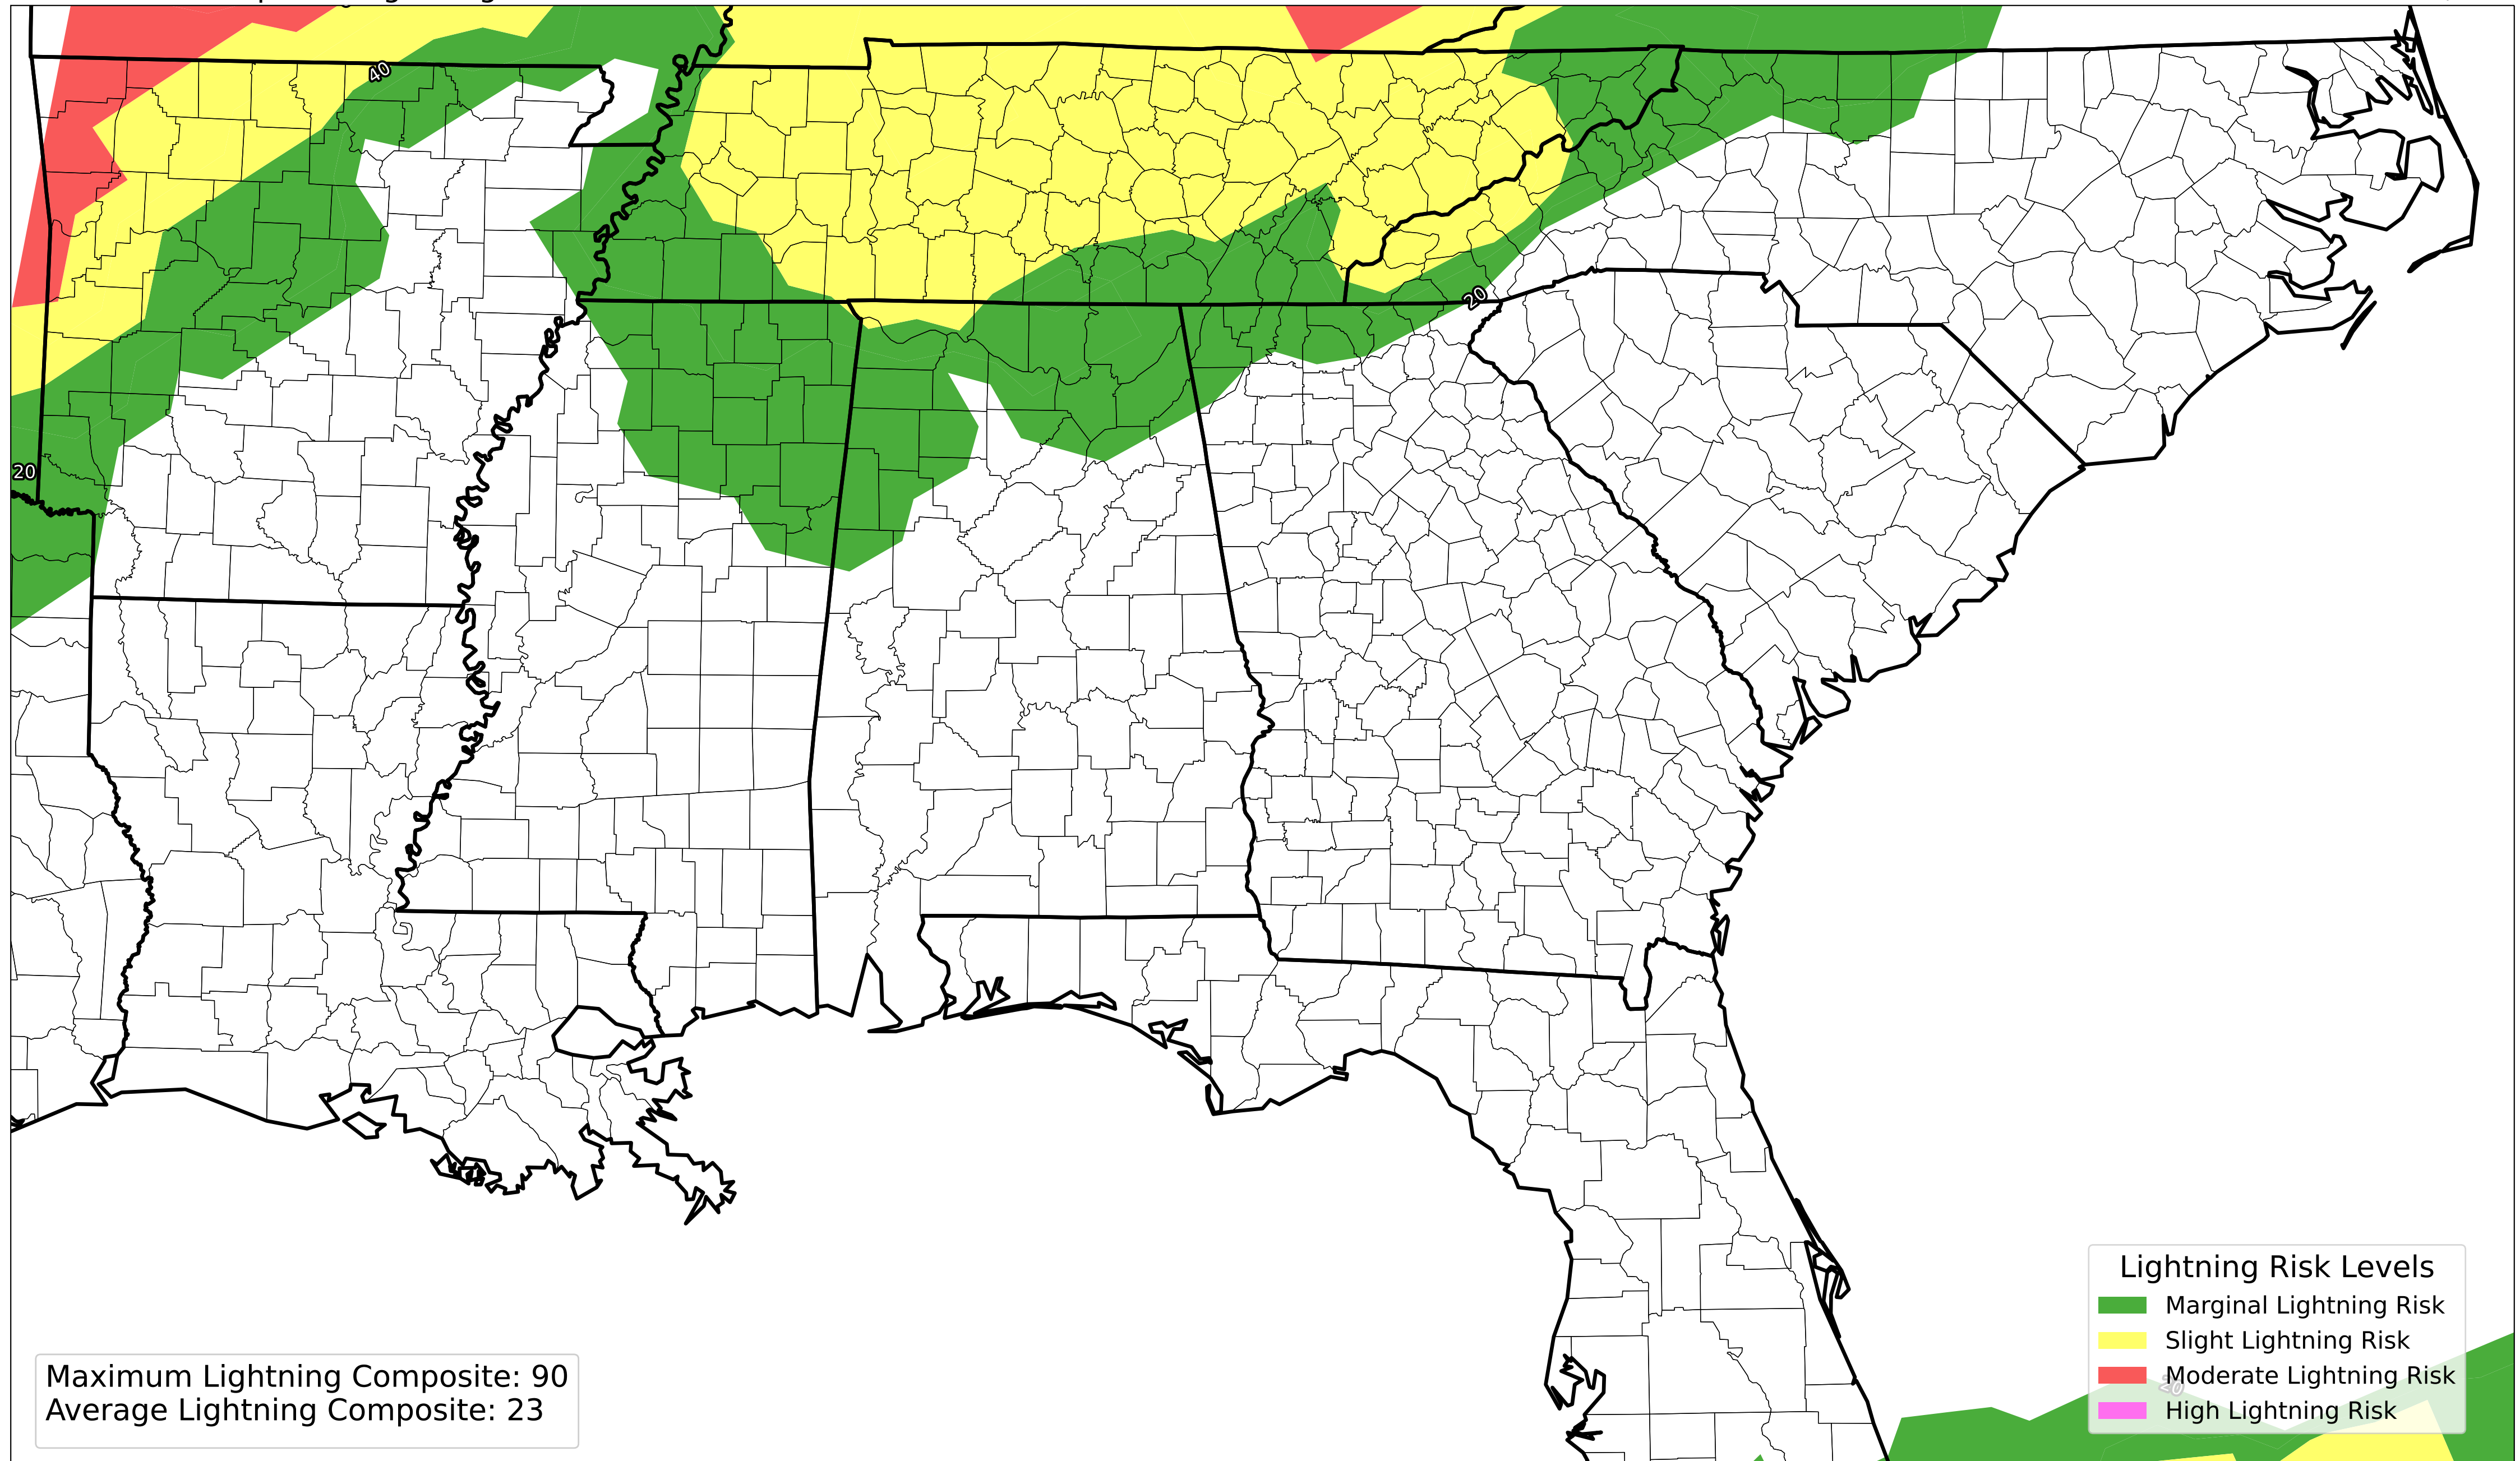 40
20
20
Lightning Risk Levels
Marginal Lightning Risk
Slight Lightning Risk
Moderate Lightning Risk
20
High Lightning Risk
Maximum Lightning Composite: 90
Average Lightning Composite: 23